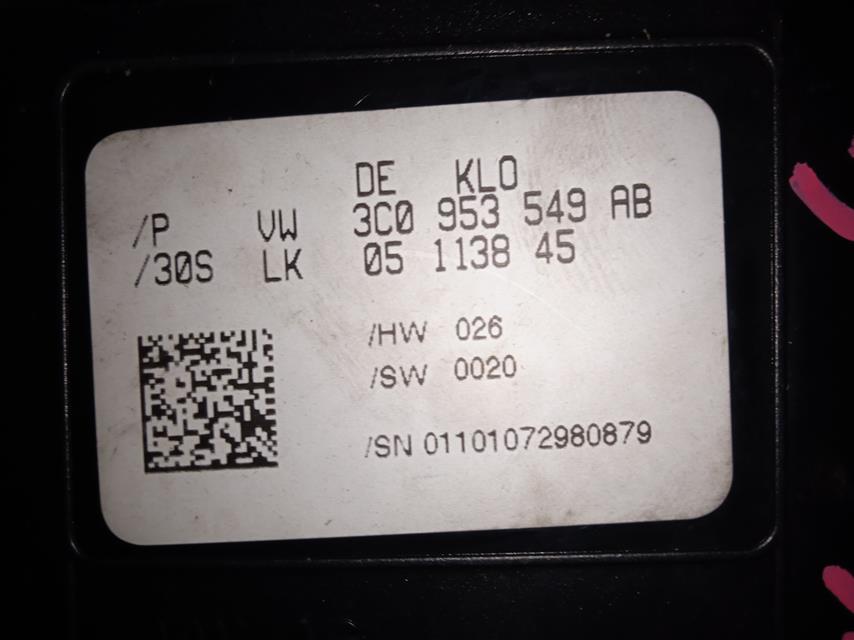 DE KLO
/P VW 3C0 953 549 AB
/30S LK 05 1138 45
/HW 026
/SW 0020
/SN 01101072980879